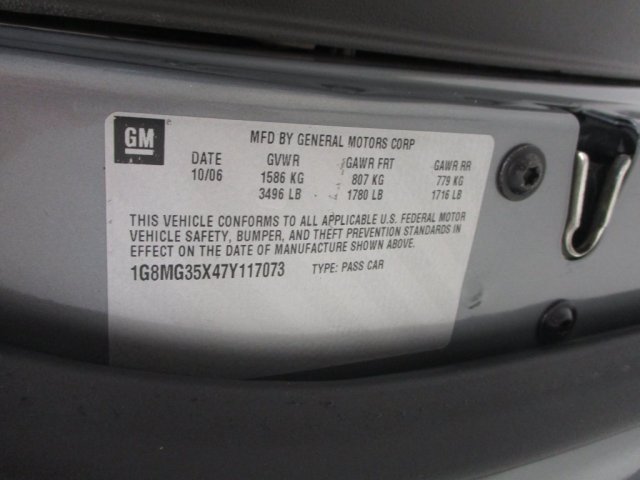 GM
MFD BY GENERAL MOTORS CORP
DATE GVWR GAWR FRT GAWR RR
10/06 1586 KG 807 KG 779 KG
3496 LB 1780 LB 1716 LB
THIS VEHICLE CONFORMS TO ALL APPLICABLE U.S. FEDERAL MOTOR
VEHICLE SAFETY, BUMPER, AND THEFT PREVENTION STANDARDS IN
EFFECT ON THE DATE OF MANUFACTURE SHOWN ABOVE.
1G8MG35X47Y117073 TYPE: PASS CAR